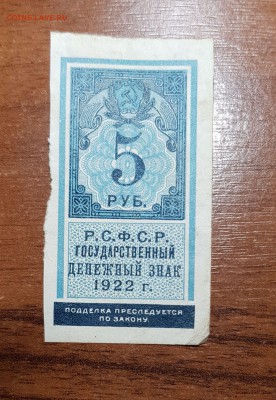 5
РУБ.
Р.С.Ф.С.Р.
ГОСУДАРСТВЕННЫЙ
ДЕНЕЖНЫЙ ЗНАК
1922 г.
ПОДДЕЛКА ПРЕСЛЕДУЕТСЯ
ПО ЗАКОНУ.